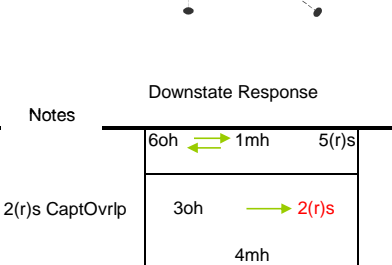 Downstate Response
Notes
6oh 1mh 5(r)s
2(r)s CaptOvrlp 3oh 2(r)s
4mh